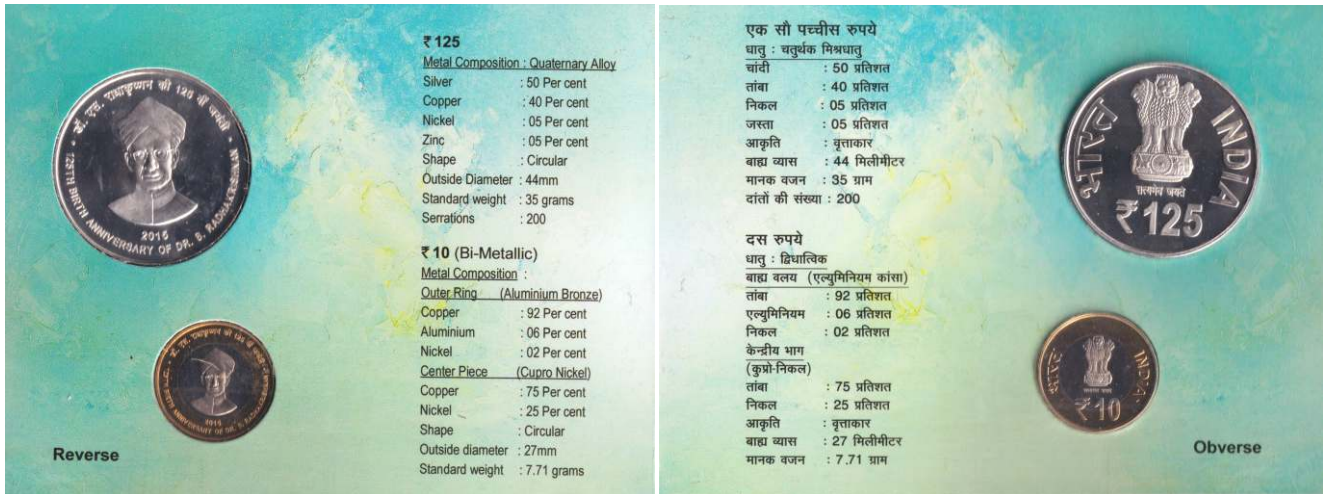 डॉ. एस. राधाकृष्णन की 125 वीं जयंती
2015
125TH BIRTH ANNIVERSARY OF DR. S. RADHAKRISHNAN
2015
Reverse
₹ 125
Metal Composition : Quaternary Alloy
Silver : 50 Per cent
Copper : 40 Per cent
Nickel : 05 Per cent
Zinc : 05 Per cent
Shape : Circular
Outside Diameter : 44mm
Standard weight : 35 grams
Serrations : 200
₹ 10 (Bi-Metallic)
Metal Composition :
Outer Ring (Aluminium Bronze)
Copper : 92 Per cent
Aluminium : 06 Per cent
Nickel : 02 Per cent
Center Piece (Cupro Nickel)
Copper : 75 Per cent
Nickel : 25 Per cent
Shape : Circular
Outside diameter : 27mm
Standard weight : 7.71 grams
एक सौ पच्चीस रुपये
धातु : चतुर्थक मिश्रधातु
चांदी : 50 प्रतिशत
तांबा : 40 प्रतिशत
निकल : 05 प्रतिशत
जस्ता : 05 प्रतिशत
आकृति : वृत्ताकार
बाह्य व्यास : 44 मिलीमीटर
मानक वजन : 35 ग्राम
दांतों की संख्या : 200
दस रुपये
धातु : द्विधात्विक
बाह्य वलय (एल्युमिनियम कांसा)
तांबा : 92 प्रतिशत
एल्युमिनियम : 06 प्रतिशत
निकल : 02 प्रतिशत
केन्द्रीय भाग
(कुप्रो-निकल)
तांबा : 75 प्रतिशत
निकल : 25 प्रतिशत
आकृति : वृत्ताकार
बाह्य व्यास : 27 मिलीमीटर
मानक वजन : 7.71 ग्राम
भारत
INDIA
सत्यमेव जयते
₹ 125
भारत
INDIA
₹ 10
Obverse